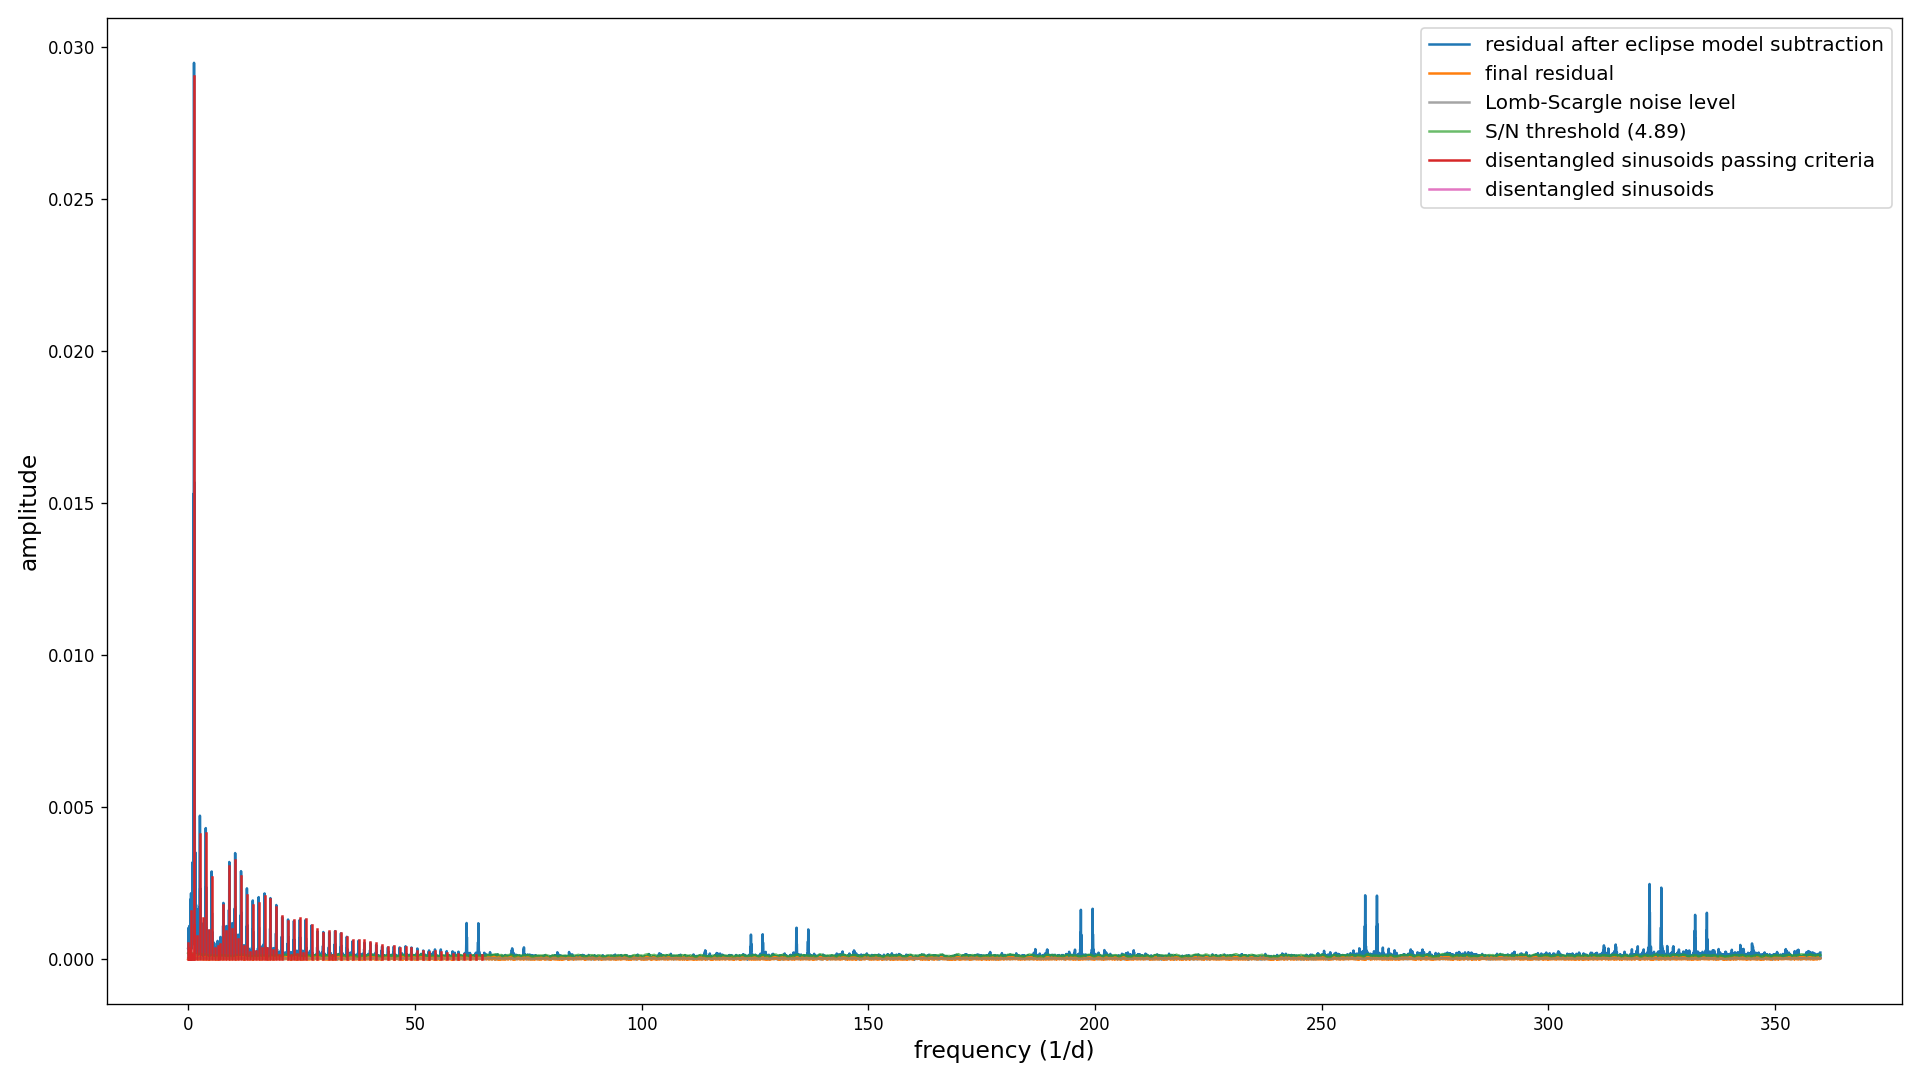 0.030
0.025
0.020
0.015
0.010
0.005
0.000
amplitude
residual after eclipse model subtraction
final residual
Lomb-Scargle noise level
S/N threshold (4.89)
disentangled sinusoids passing criteria
disentangled sinusoids
0 50 100 150 200 250 300 350
frequency (1/d)